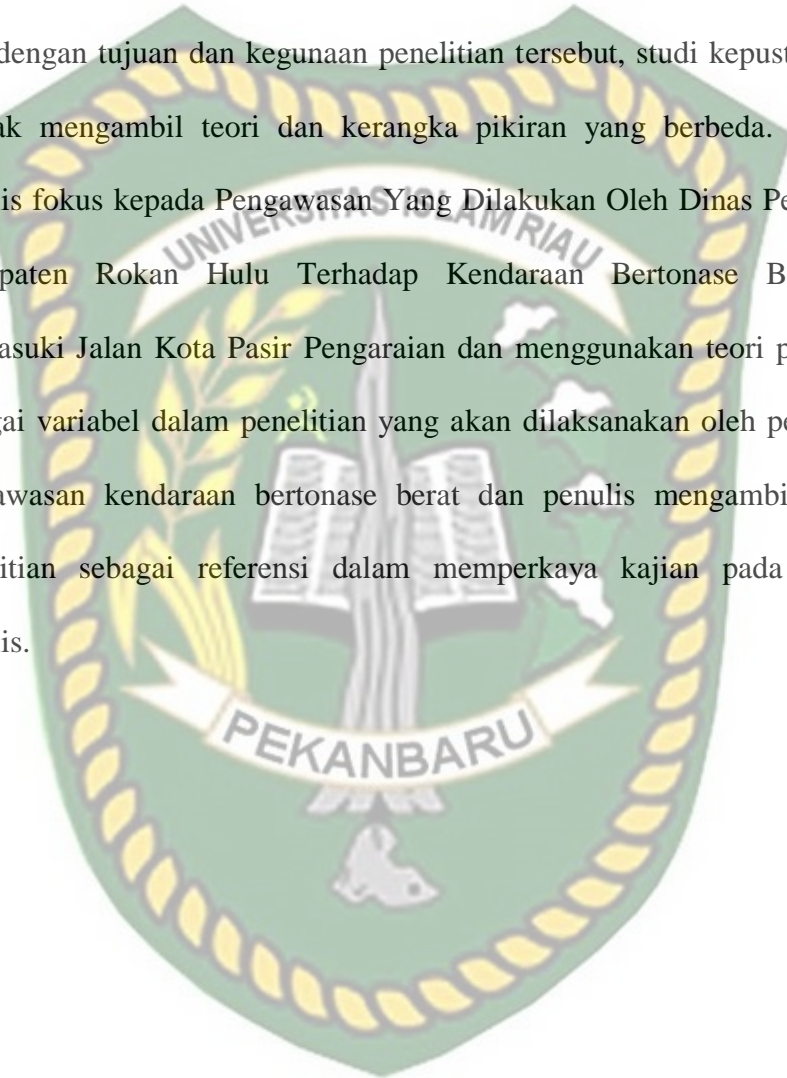 dengan tujuan dan kegunaan penelitian tersebut, studi kepust
ak mengambil teori dan kerangka pikiran yang berbeda.
is fokus kepada Pengawasan Yang Dilakukan Oleh Dinas Pe
paten Rokan Hulu Terhadap Kendaraan Bertonase B
asuki Jalan Kota Pasir Pengaraian dan menggunakan teori p
gai variabel dalam penelitian yang akan dilaksanakan oleh pe
awasan kendaraan bertonase berat dan penulis mengambi
itian sebagai referensi dalam memperkaya kajian pada
is.
UNIVERSITAS ISLAM RIAU
PEKANBARU